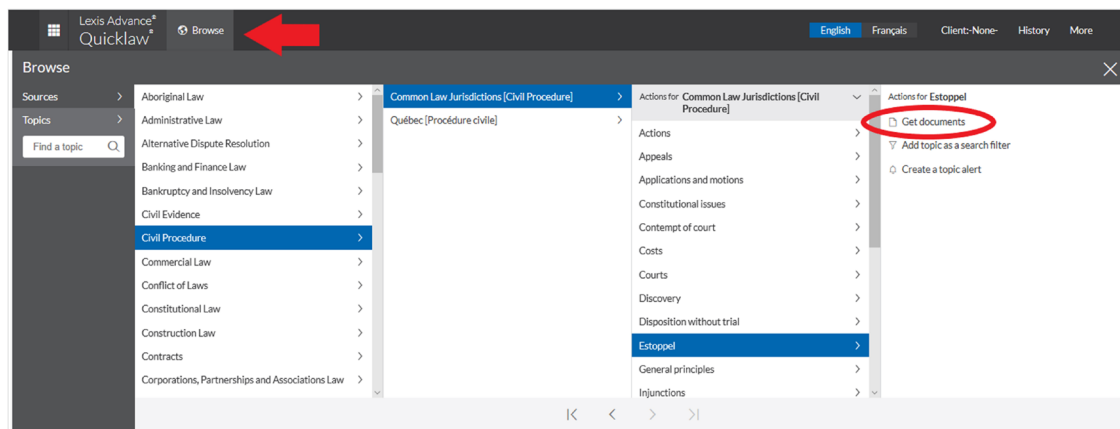 Lexis Advance®
Quicklaw®
Browse
English
Français
Client:-None-
History
More
Browse
Sources
Topics
Find a topic
Aboriginal Law
Administrative Law
Alternative Dispute Resolution
Banking and Finance Law
Bankruptcy and Insolvency Law
Civil Evidence
Civil Procedure
Commercial Law
Conflict of Laws
Constitutional Law
Construction Law
Contracts
Corporations, Partnerships and Associations Law
Common Law Jurisdictions [Civil Procedure]
Québec [Procédure civile]
Actions for Common Law Jurisdictions [Civil
Procedure]
Actions
Appeals
Applications and motions
Constitutional issues
Contempt of court
Costs
Courts
Discovery
Disposition without trial
Estoppel
General principles
Injunctions
Actions for Estoppel
Get documents
Add topic as a search filter
Create a topic alert